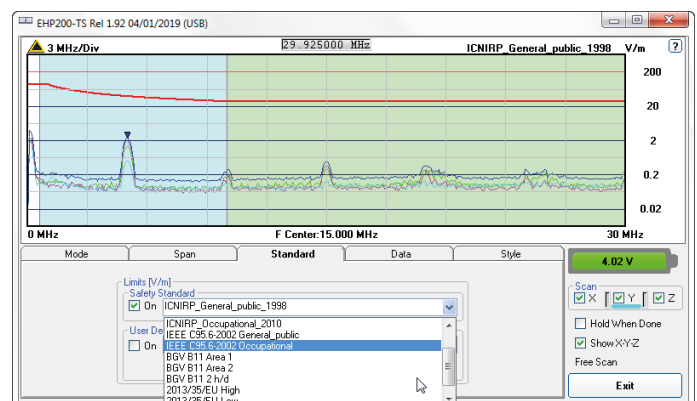 EHP200-TS Rel 1.92 04/01/2019 (USB)
3 MHz/Div
29.925000 MHz
ICNIRP_General_public_1998
V/m
?
200
20
2
0.2
0.02
0 MHz
F Center:15.000 MHz
30 MHz
Mode
Span
Standard
Data
Style
Limits [V/m]
Safety Standard
On
ICNIRP_General_public_1998
ICNIRP_Occupational_2010
IEEE C95.6-2002 General_public
IEEE C95.6-2002 Occupational
BGV B11 Area 1
BGV B11 Area 2
BGV B11 2 h/d
2013/35/EU High
2013/35/EU Low
User De
On
4.02 V
Scan
X
Y
Z
Hold When Done
Show X-Y-Z
Free Scan
Exit